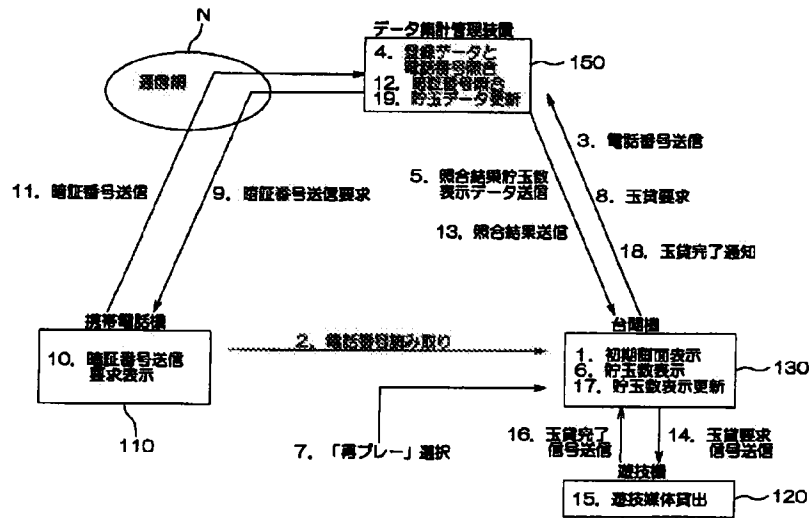 N
データ集計管理装置
4. 登録データと
電話番号照合
12. 暗証番号照合
19. 貯玉データ更新
150
通信網
3. 電話番号送信
11. 暗証番号送信
9. 暗証番号送信要求
5. 照合結果貯玉数
表示データ送信
8. 玉貸要求
13. 照合結果送信
18. 玉貸完了通知
携帯電話機
台間機
10. 暗証番号送信
要求表示
2. 電話番号読み取り
1. 初期画面表示
6. 貯玉数表示
17. 貯玉数表示更新
130
110
7. 「再プレー」選択
16. 玉貸完了
信号送信
14. 玉貸要求
信号送信
遊技機
15. 遊技媒体貸出
120